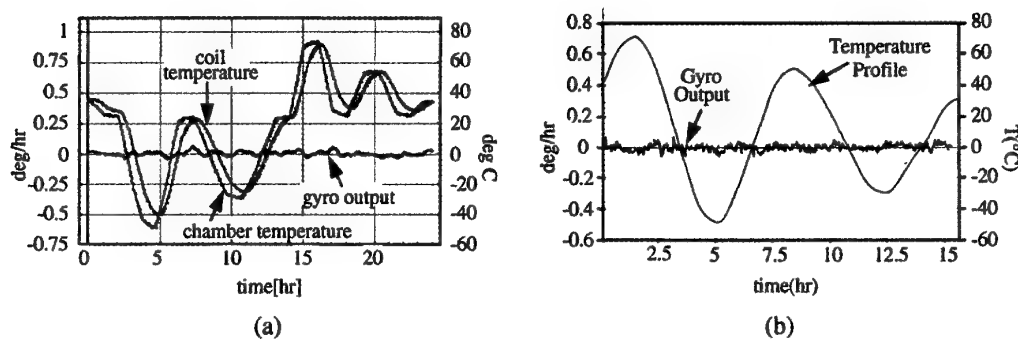 1
0.75
0.5
0.25
0
-0.25
-0.5
-0.75
deg/hr
80
60
40
20
0
-20
-40
-60
deg C
coil
temperature
gyro output
chamber temperature
0
5
10
15
20
time[hr]
(a)
0.8
0.6
0.4
0.2
0
-0.2
-0.4
-0.6
deg/hr
80
60
40
20
0
-20
-40
-60
T(°C)
Gyro
Output
Temperature
Profile
2.5
5
7.5
10
12.5
15
time(hr)
(b)